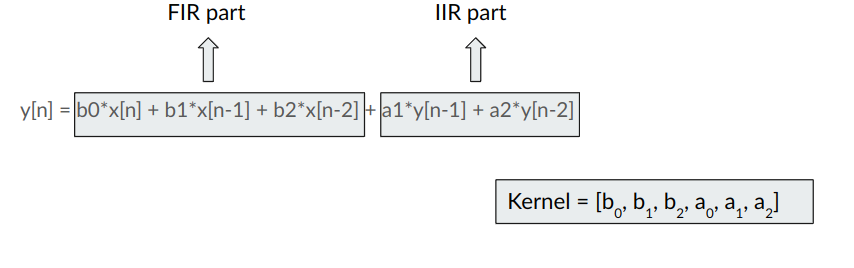 FIR part IIR part
y[n] = b0*x[n] + b1*x[n-1] + b2*x[n-2] + a1*y[n-1] + a2*y[n-2]
Kernel = [b₀, b₁, b₂, a₀, a₁, a₂]